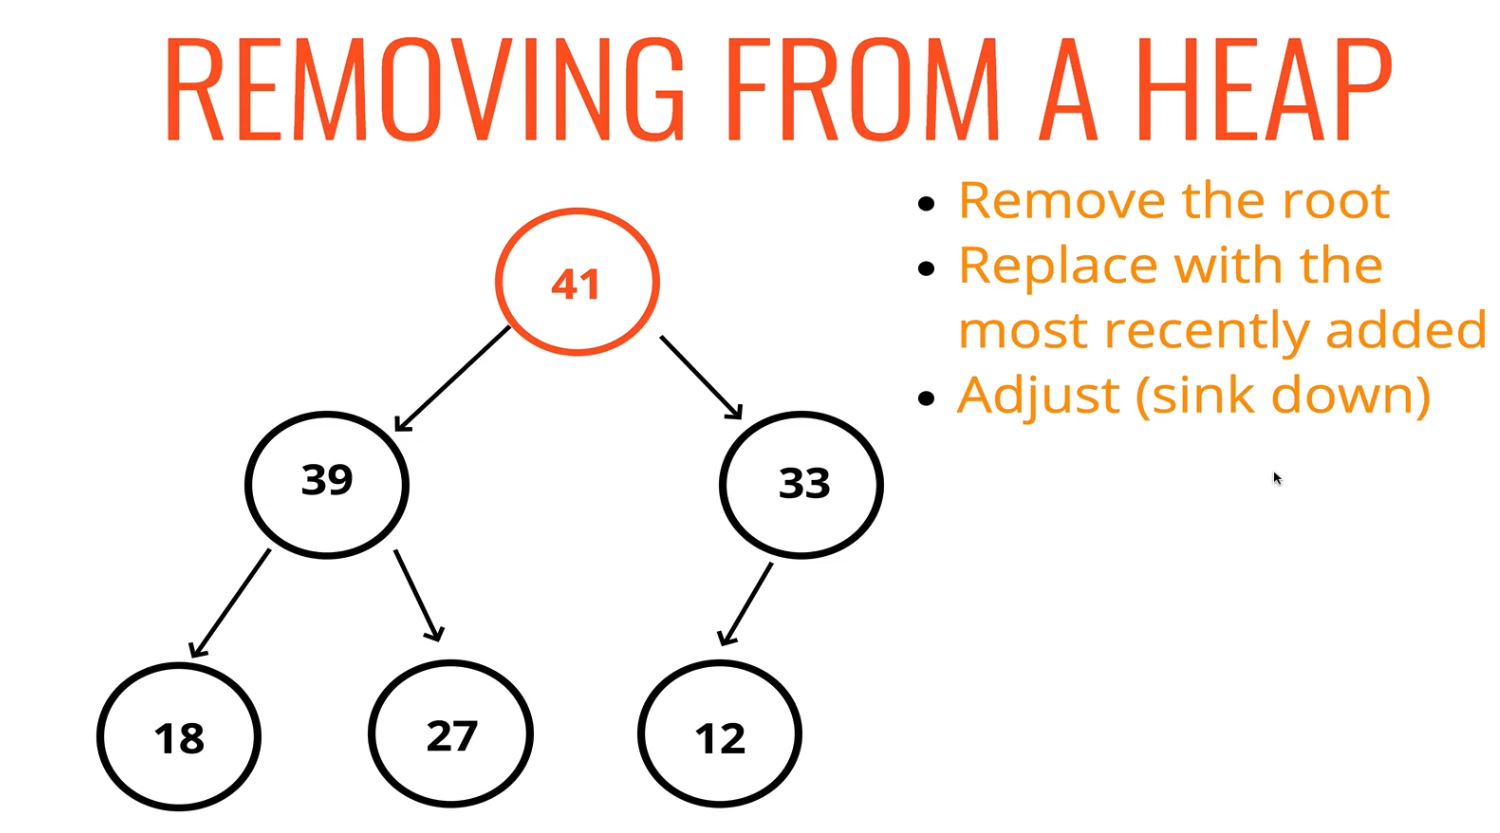 REMOVING FROM A HEAP
• Remove the root
• Replace with the
most recently added
• Adjust (sink down)
41
39
33
18
27
12